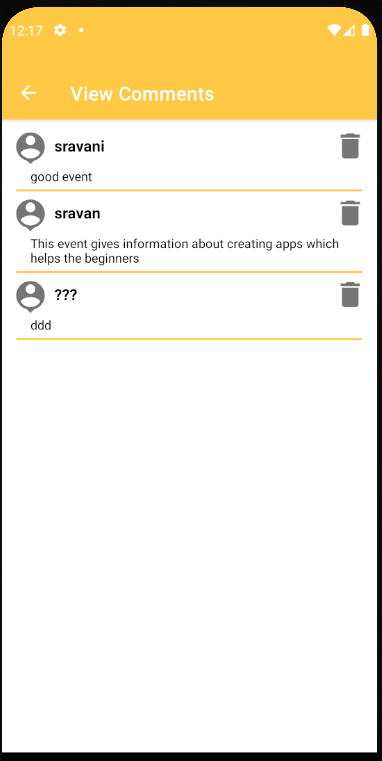 12:17
View Comments
sravani
good event
sravan
This event gives information about creating apps which
helps the beginners
???
ddd